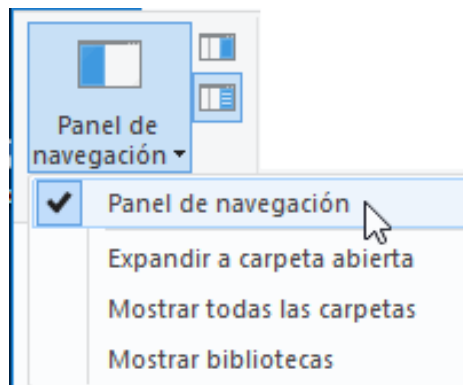 Panel de
navegación
Panel de navegación
Expandir a carpeta abierta
Mostrar todas las carpetas
Mostrar bibliotecas